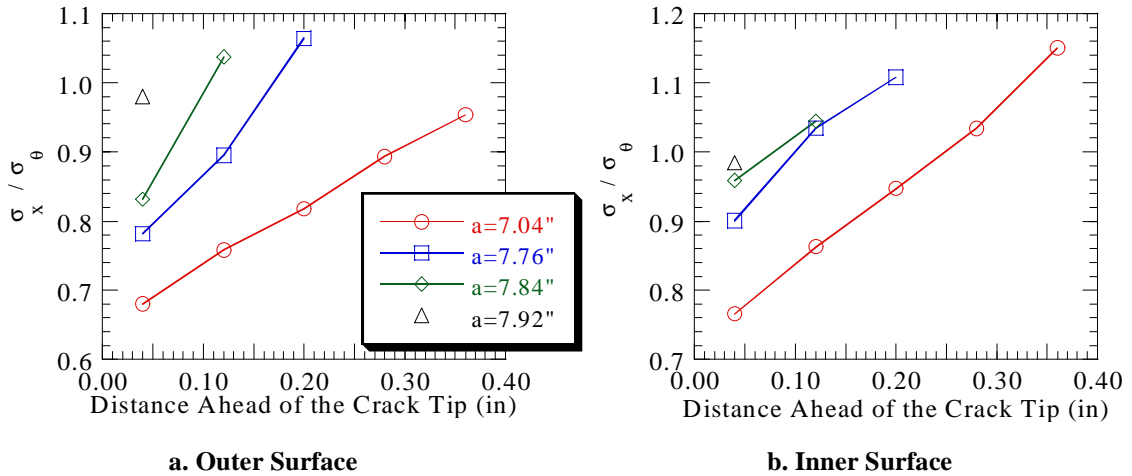 1.1
1.0
0.9
0.8
0.7
0.6
σx / σθ
0.00 0.10 0.20 0.30 0.40
Distance Ahead of the Crack Tip (in)
a=7.04"
a=7.76"
a=7.84"
a=7.92"
a. Outer Surface
1.2
1.1
1.0
0.9
0.8
0.7
σx / σθ
0.00 0.10 0.20 0.30 0.40
Distance Ahead of the Crack Tip (in)
b. Inner Surface